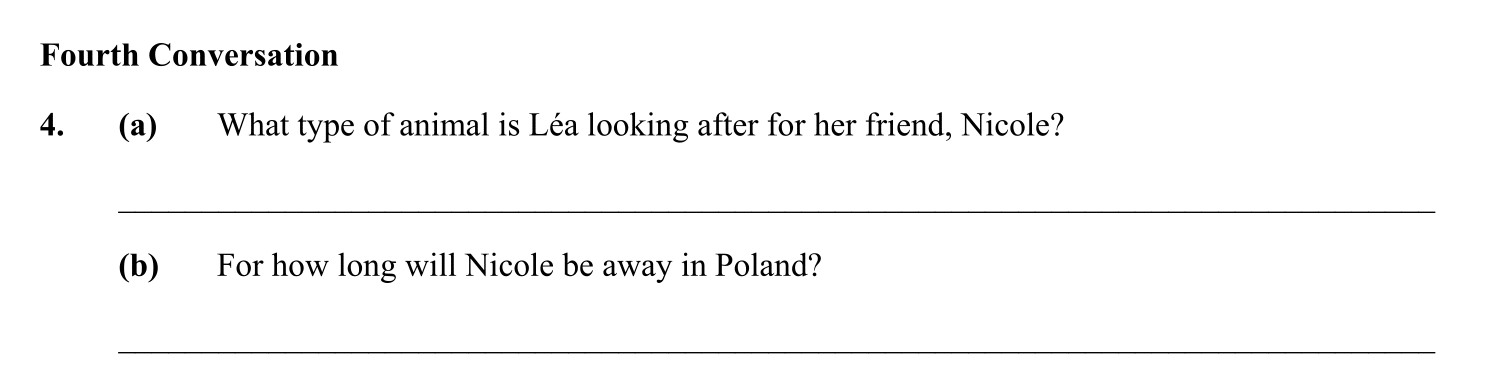 Fourth Conversation
4. (a) What type of animal is Léa looking after for her friend, Nicole?
(b) For how long will Nicole be away in Poland?